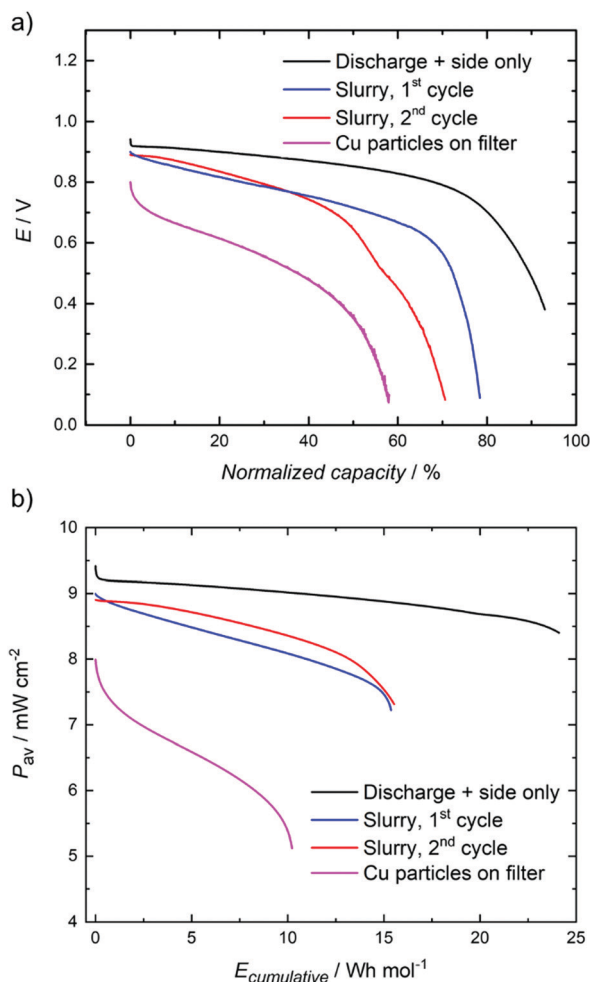 a)
1.2
1.0
0.8
0.6
0.4
0.2
0.0
E / V
Discharge + side only
Slurry, 1st cycle
Slurry, 2nd cycle
Cu particles on filter
0 20 40 60 80 100
Normalized capacity / %
b)
10
9
8
7
6
5
4
Pav / mW cm-2
Discharge + side only
Slurry, 1st cycle
Slurry, 2nd cycle
Cu particles on filter
0 5 10 15 20 25
Ecumulative / Wh mol-1